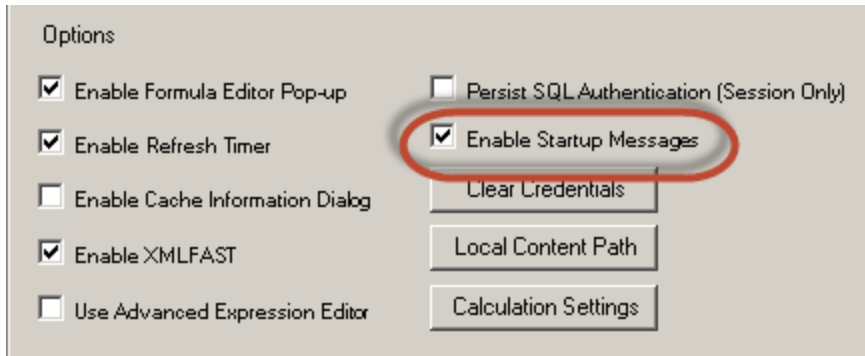 Options
Enable Formula Editor Pop-up
Persist SQL Authentication (Session Only)
Enable Refresh Timer
Enable Startup Messages
Enable Cache Information Dialog
Clear Credentials
Enable XMLFAST
Local Content Path
Use Advanced Expression Editor
Calculation Settings